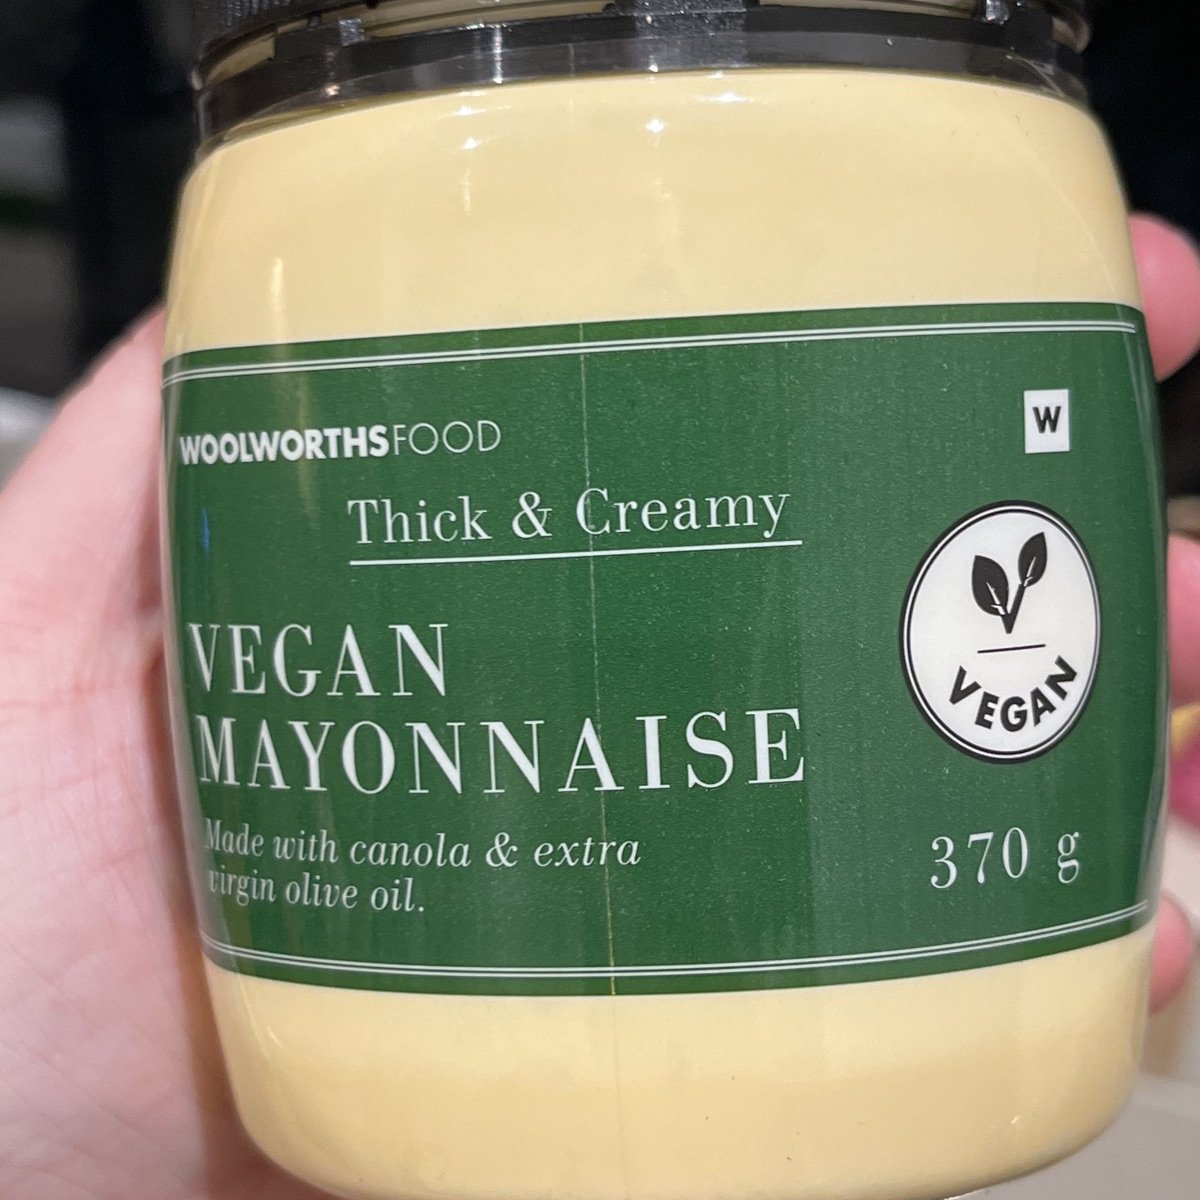 WOOLWORTHSFOOD
W
Thick & Creamy
VEGAN
MAYONNAISE
Made with canola & extra
virgin olive oil.
VEGAN
370 g